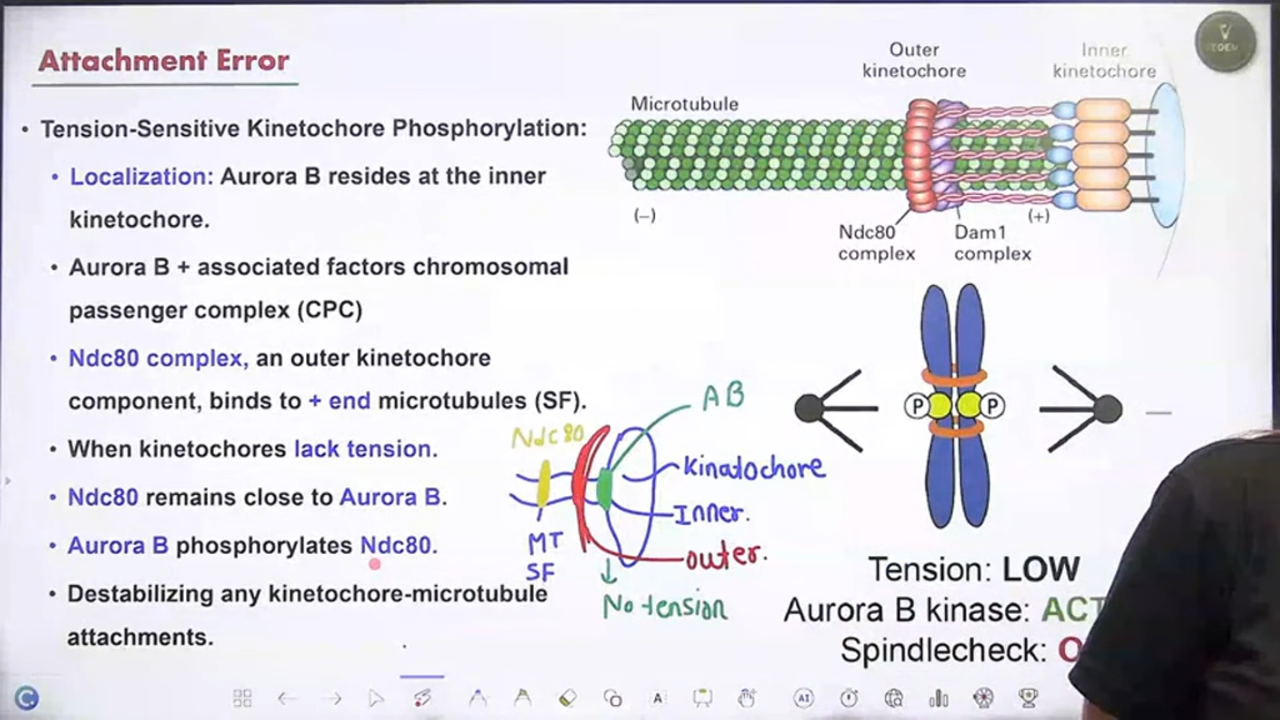 Attachment Error
• Tension-Sensitive Kinetochore Phosphorylation:
• Localization: Aurora B resides at the inner
kinetochore.
• Aurora B + associated factors chromosomal
passenger complex (CPC)
• Ndc80 complex, an outer kinetochore
component, binds to + end microtubules (SF).
• When kinetochores lack tension.
• Ndc80 remains close to Aurora B.
• Aurora B phosphorylates Ndc80.
• Destabilizing any kinetochore-microtubule
attachments.
Outer
kinetochore
Inner
kinetochore
Microtubule
(-)
(+)
Ndc80
complex
Dam1
complex
AB
Ndc80
Kinatochore
Inner.
outer.
MT
SF
↓
No tension
P
P
Tension: LOW
Aurora B kinase: ACT
Spindlecheck: O
A
AI